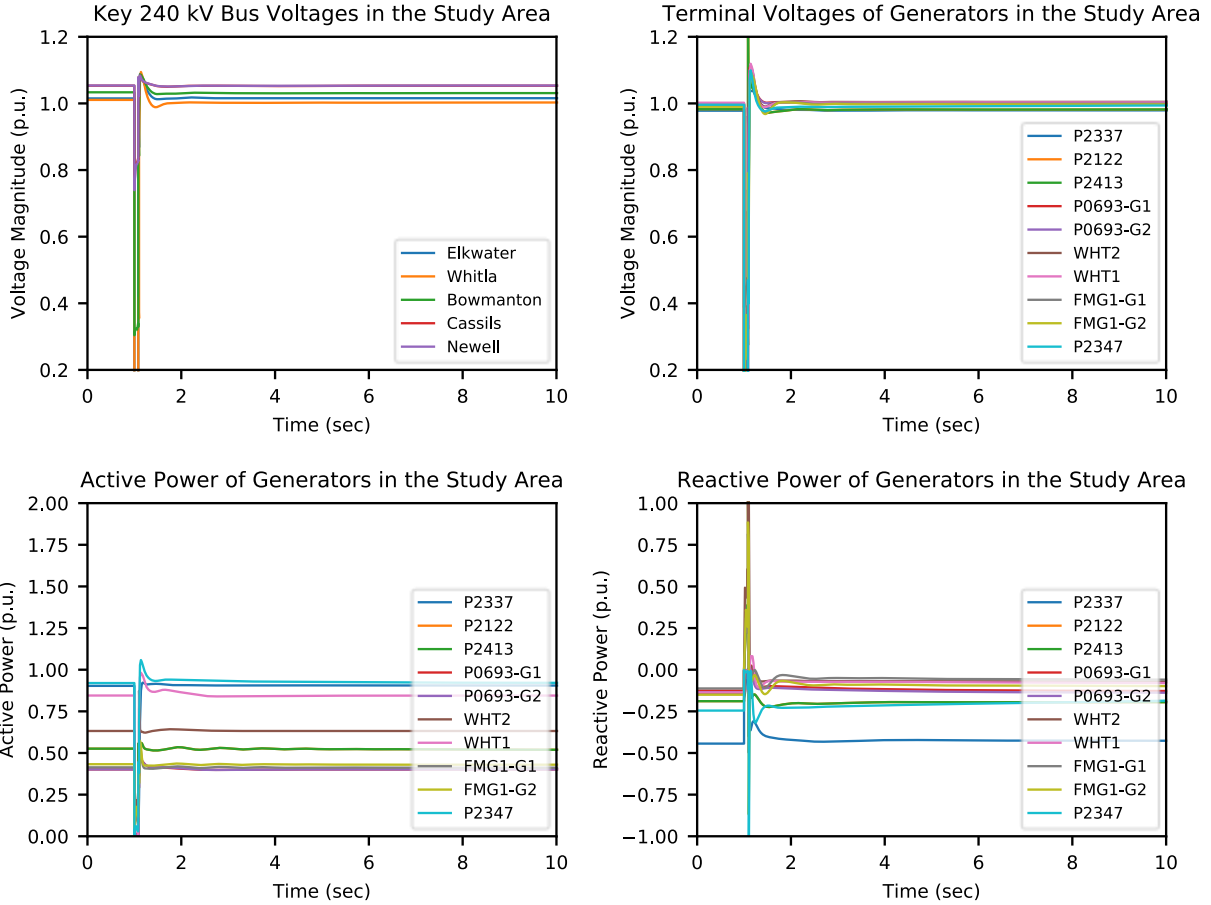 Key 240 kV Bus Voltages in the Study Area
Voltage Magnitude (p.u.)
1.2
1.0
0.8
0.6
0.4
0.2
Elkwater
Whitla
Bowmanton
Cassils
Newell
0 2 4 6 8 10
Time (sec)
Terminal Voltages of Generators in the Study Area
Voltage Magnitude (p.u.)
1.2
1.0
0.8
0.6
0.4
0.2
P2337
P2122
P2413
P0693-G1
P0693-G2
WHT2
WHT1
FMG1-G1
FMG1-G2
P2347
0 2 4 6 8 10
Time (sec)
Active Power of Generators in the Study Area
Active Power (p.u.)
2.00
1.75
1.50
1.25
1.00
0.75
0.50
0.25
0.00
P2337
P2122
P2413
P0693-G1
P0693-G2
WHT2
WHT1
FMG1-G1
FMG1-G2
P2347
0 2 4 6 8 10
Time (sec)
Reactive Power of Generators in the Study Area
Reactive Power (p.u.)
1.00
0.75
0.50
0.25
0.00
−0.25
−0.50
−0.75
−1.00
P2337
P2122
P2413
P0693-G1
P0693-G2
WHT2
WHT1
FMG1-G1
FMG1-G2
P2347
0 2 4 6 8 10
Time (sec)